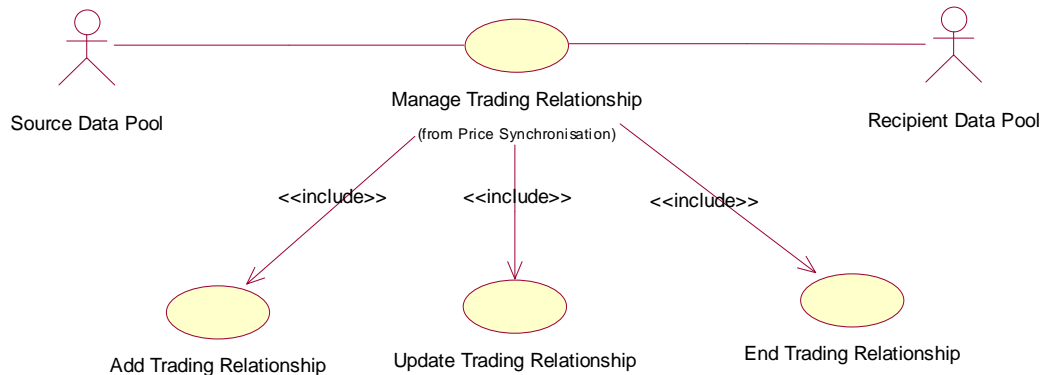 Source Data Pool
Manage Trading Relationship
(from Price Synchronisation)
Recipient Data Pool
<<include>>
<<include>>
<<include>>
Add Trading Relationship
Update Trading Relationship
End Trading Relationship